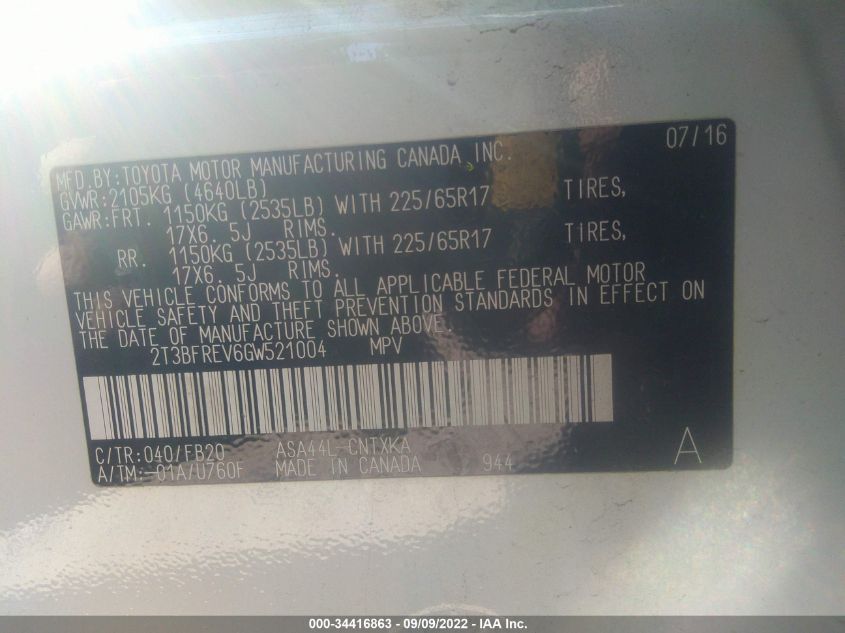 07/16
MFD.BY:TOYOTA MOTOR MANUFACTURING CANADA, INC.
GVWR:2105KG (4640LB)
GAWR:FRT. 1150KG (2535LB) WITH 225/65R17 TIRES,
17X6. 5J RIMS.
RR. 1150KG (2535LB) WITH 225/65R17 TIRES,
17X6. 5J RIMS.
THIS VEHICLE CONFORMS TO ALL APPLICABLE FEDERAL MOTOR
VEHICLE SAFETY AND THEFT PREVENTION STANDARDS IN EFFECT ON
THE DATE OF MANUFACTURE SHOWN ABOVE.
2T3BFREV6GW521004 MPV
C/TR:040/FB20 ASA44L-CNTXKA
A/TM:-01A/U760F MADE IN CANADA 944 A
000-34416863 - 09/09/2022 - IAA Inc.